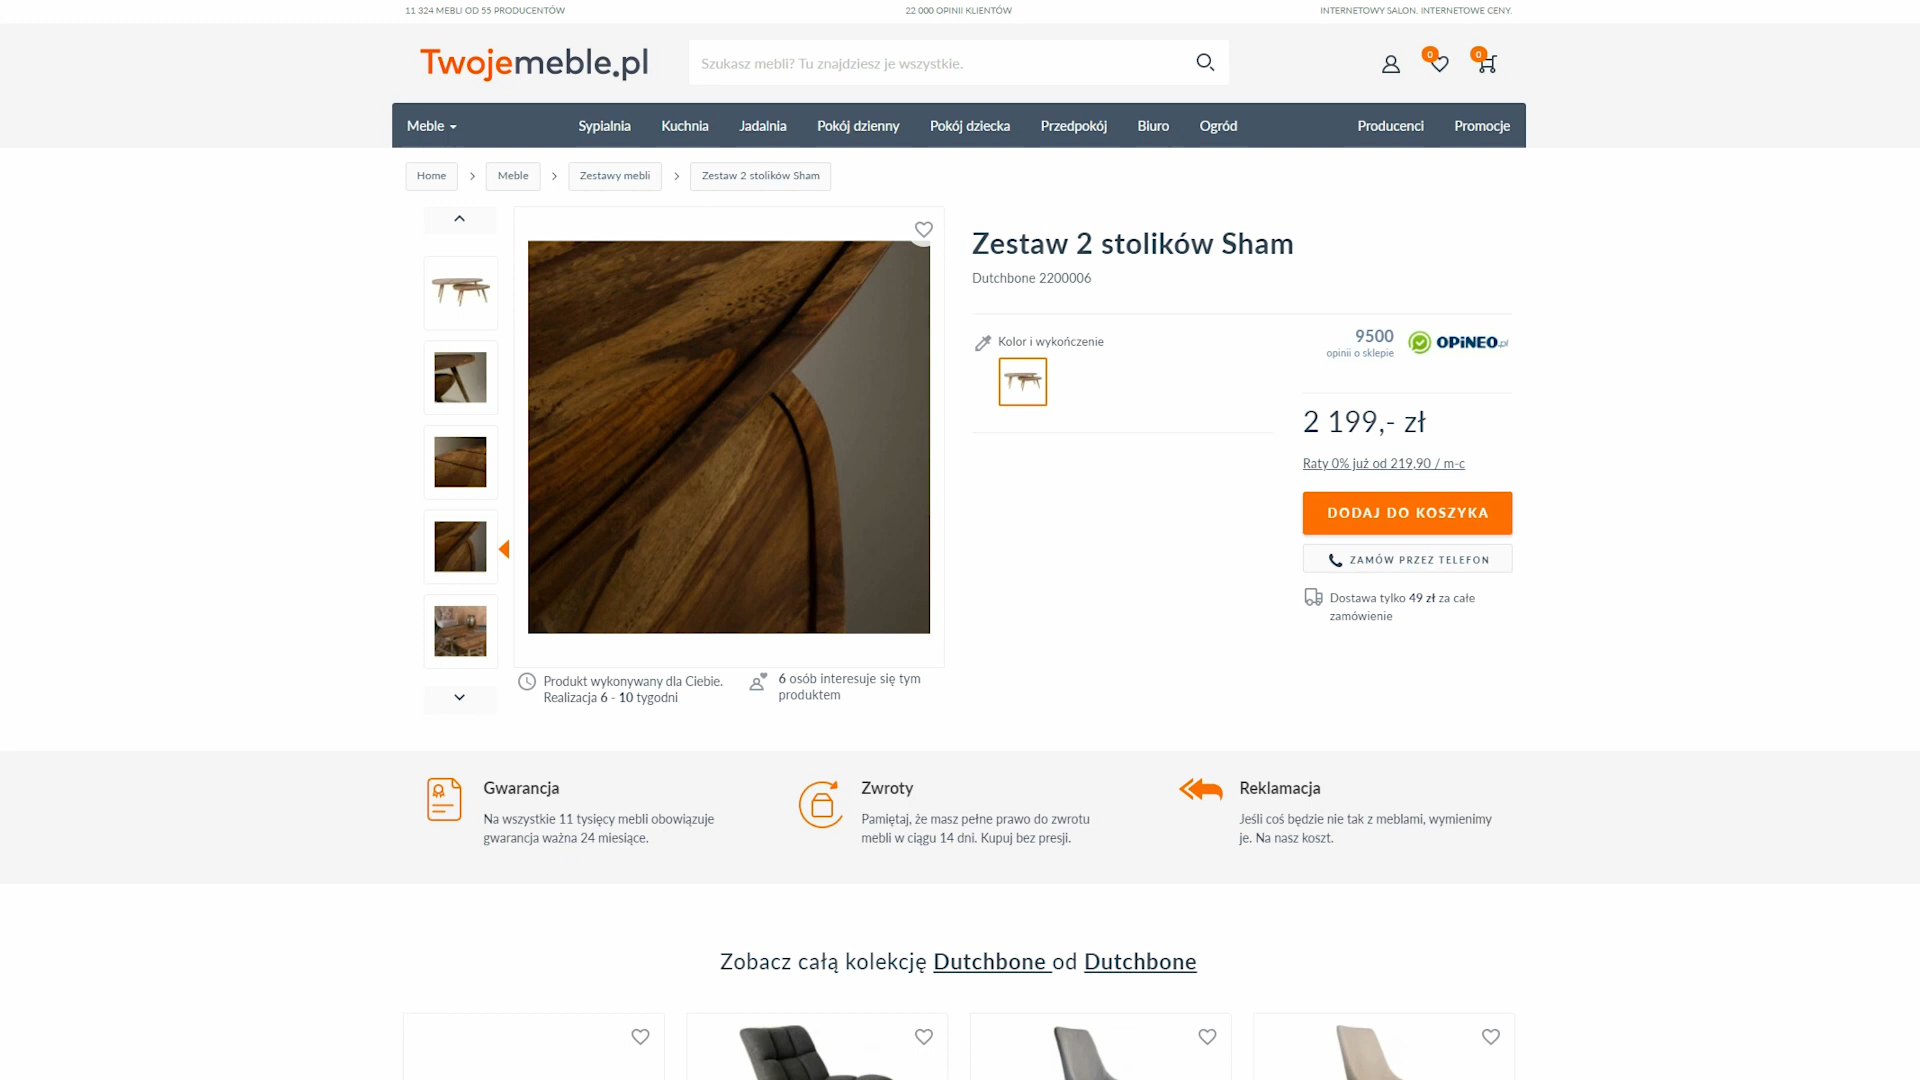 11 324 MEBLI OD 55 PRODUCENTÓW
22 000 OPINII KLIENTÓW
INTERNETOWY SALON. INTERNETOWE CENY.
Twojemeble.pl
Szukasz mebli? Tu znajdziesz je wszystkie.
0
0
Meble
Sypialnia
Kuchnia
Jadalnia
Pokój dzienny
Pokój dziecka
Przedpokój
Biuro
Ogród
Producenci
Promocje
Home
Meble
Zestawy mebli
Zestaw 2 stolików Sham
Zestaw 2 stolików Sham
Dutchbone 2200006
Kolor i wykończenie
9500
opinii o sklepie
OPiNEO.pl
2 199,- zł
Raty 0% już od 219,90 / m-c
DODAJ DO KOSZYKA
ZAMÓW PRZEZ TELEFON
Dostawa tylko 49 zł za całe
zamówienie
Produkt wykonywany dla Ciebie.
Realizacja 6 - 10 tygodni
6 osób interesuje się tym
produktem
Gwarancja
Na wszystkie 11 tysięcy mebli obowiązuje
gwarancja ważna 24 miesiące.
Zwroty
Pamiętaj, że masz pełne prawo do zwrotu
mebli w ciągu 14 dni. Kupuj bez presji.
Reklamacja
Jeśli coś będzie nie tak z meblami, wymienimy
je. Na nasz koszt.
Zobacz całą kolekcję Dutchbone od Dutchbone